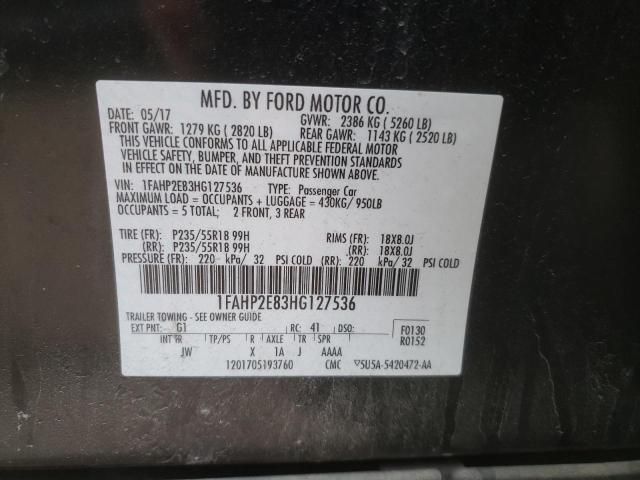 MFD. BY FORD MOTOR CO.
DATE: 05/17 GVWR: 2386 KG ( 5260 LB)
FRONT GAWR: 1279 KG ( 2820 LB) REAR GAWR: 1143 KG ( 2520 LB)
THIS VEHICLE CONFORMS TO ALL APPLICABLE FEDERAL MOTOR
VEHICLE SAFETY, BUMPER, AND THEFT PREVENTION STANDARDS
IN EFFECT ON THE DATE OF MANUFACTURE SHOWN ABOVE.
VIN: 1FAHP2E83HG127536 TYPE: Passenger Car
MAXIMUM LOAD = OCCUPANTS + LUGGAGE = 430KG/ 950LB
OCCUPANTS = 5 TOTAL; 2 FRONT, 3 REAR
TIRE (FR): P235/55R18 99H RIMS (FR): 18X8.0J
(RR): P235/55R18 99H (RR): 18X8.0J
PRESSURE (FR): 220 kPa/ 32 PSI COLD (RR): 220 kPa/ 32 PSI COLD
1FAHP2E83HG127536
TRAILER TOWING - SEE OWNER GUIDE
EXT PNT: G1 RC: 41 DSO: F0130
INT TR TP/PS R AXLE TR SPR R0152
JW X 1A J AAAA
1201705193760 CMC ▽5U5A-5420472-AA